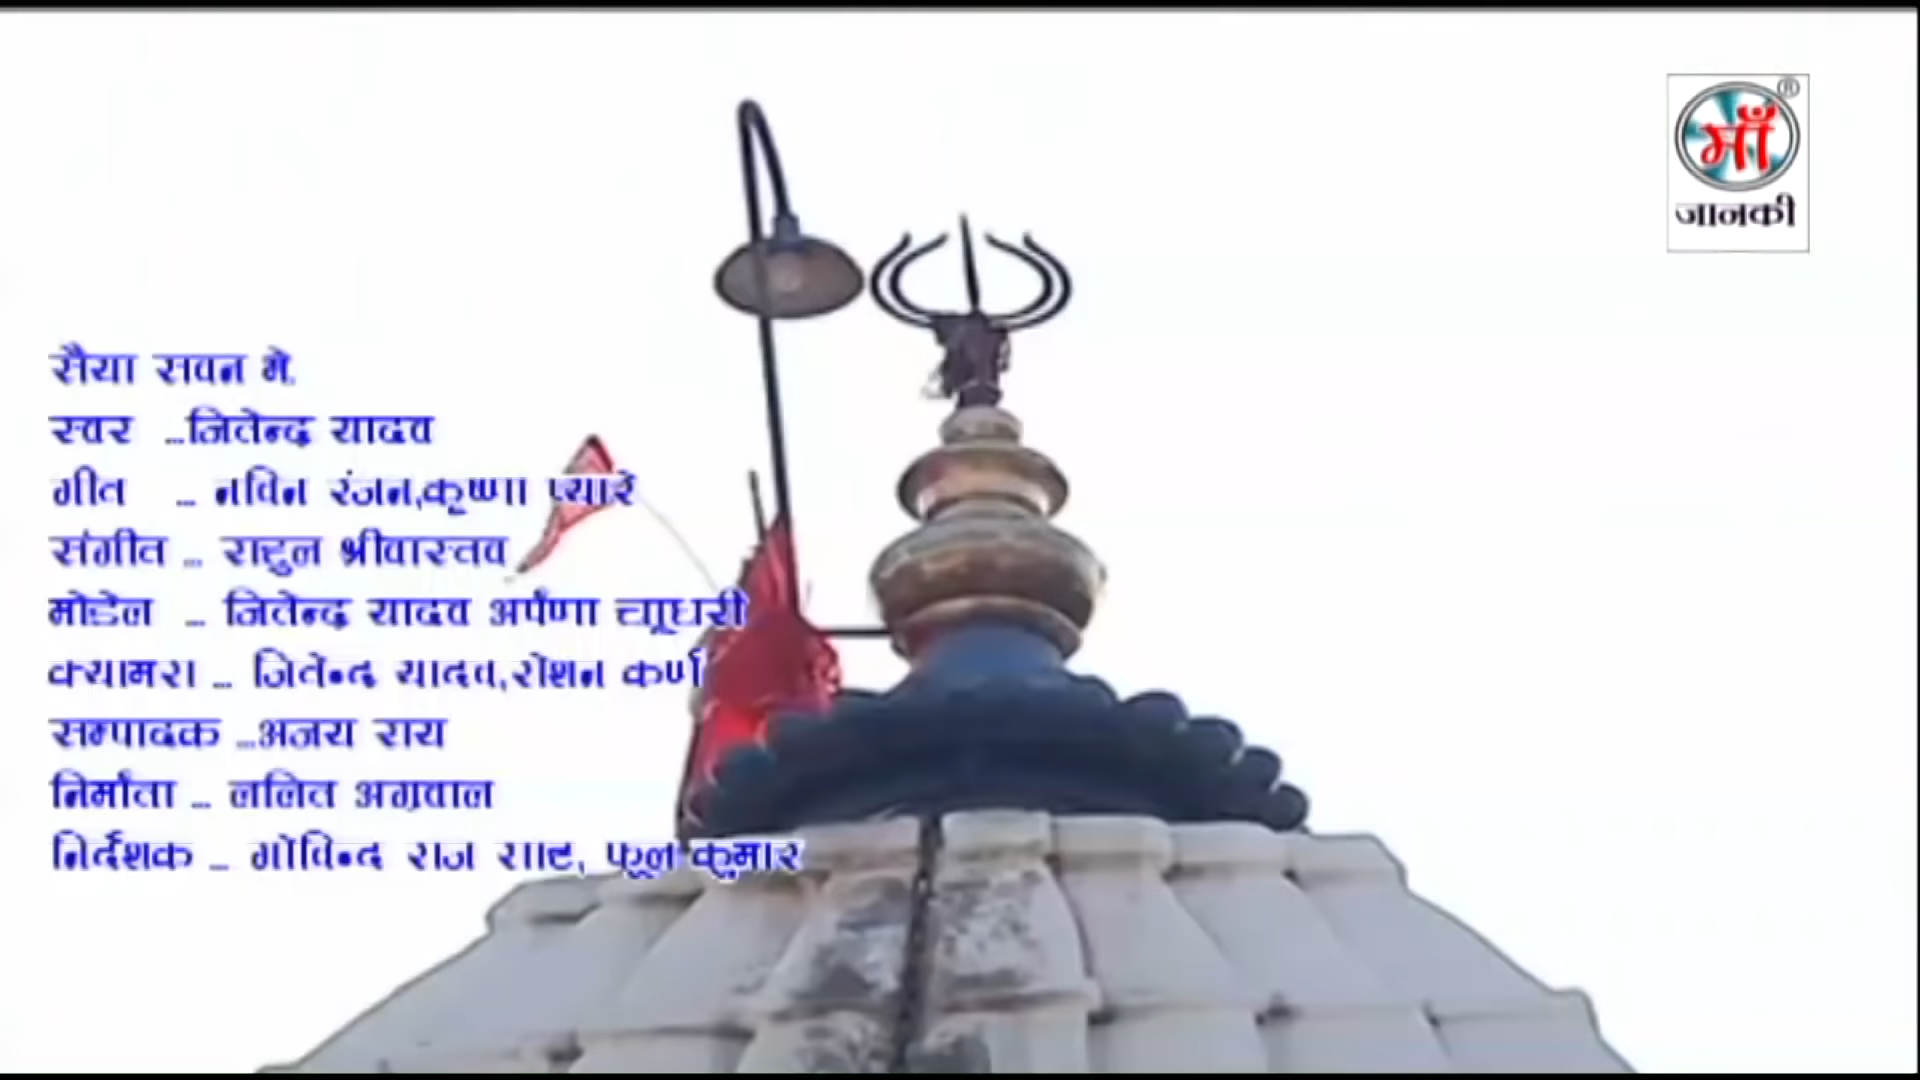 माँ
®
जानकी
सैया सवन मे.
स्वर ...जितेन्द्र यादव
गीत ... नविन रंजन,कृष्णा प्यारे
संगीत ... राहुल श्रीवास्तव
मोडेल ... जितेन्द्र यादव अर्पणा चाूधरी
क्यामरा ... जितेन्द्र यादव,रोशन कर्ण
सम्पादक ...अजय राय
निर्माता ... ललित अग्रवाल
निर्देशक ... गोविन्द राज साह, फूल कुमार